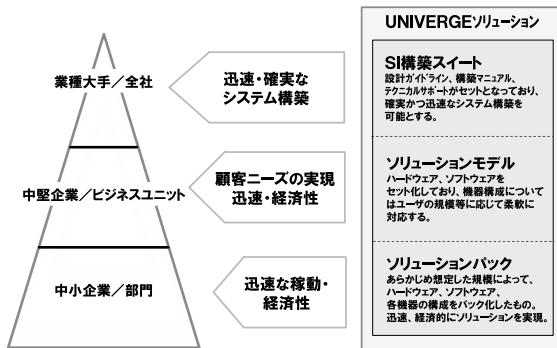 業種大手／全社
中堅企業／ビジネスユニット
中小企業／部門
迅速・確実な
システム構築
顧客ニーズの実現
迅速・経済性
迅速な稼動・
経済性
UNIVERGEソリューション
SI構築スイート
設計ガイドライン、構築マニュアル、
テクニカルサポートがセットとなっており、
確実かつ迅速なシステム構築を
可能とする。
ソリューションモデル
ハードウェア、ソフトウェアを
セット化しており、機器構成について
はユーザの規模等に応じて柔軟に
対応する。
ソリューションパック
あらかじめ想定した規模によって、
ハードウェア、ソフトウェア、
各機器の構成をパック化したもの。
迅速、経済的にソリューションを実現。